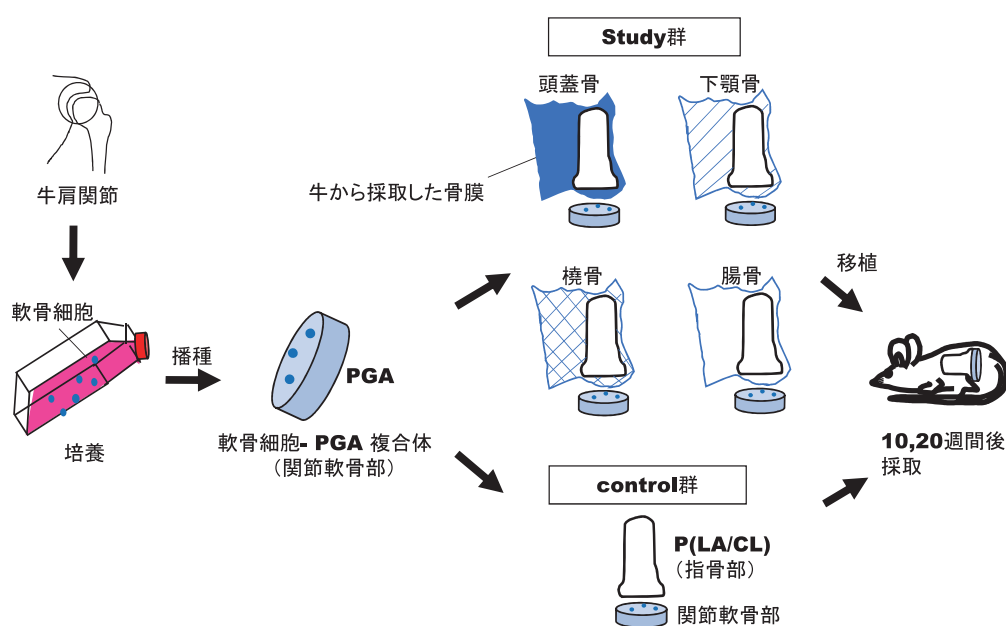 Study群
頭蓋骨
下顎骨
牛から採取した骨膜
牛肩関節
橈骨
腸骨
移植
軟骨細胞
播種
PGA
培養
軟骨細胞- PGA 複合体
（関節軟骨部）
10,20週間後
採取
control群
P(LA/CL)
（指骨部）
関節軟骨部